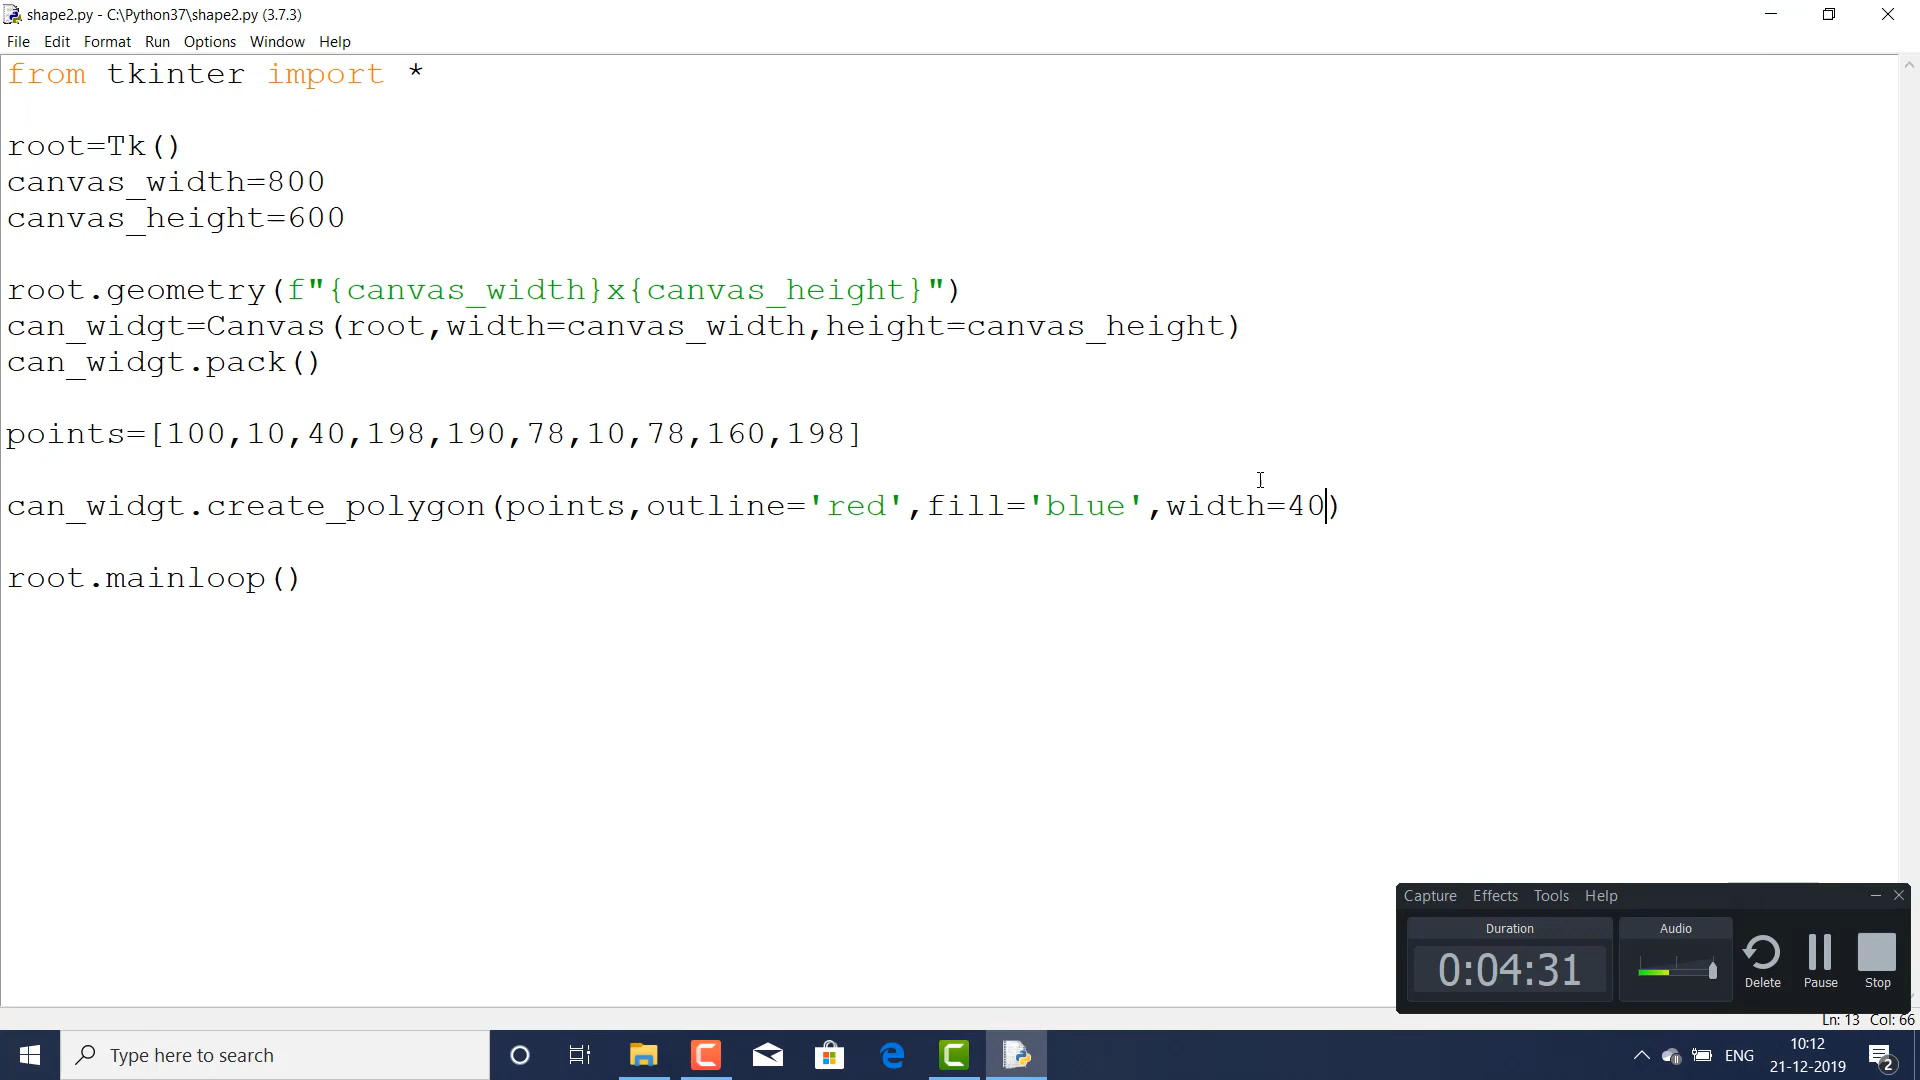 shape2.py - C:\Python37\shape2.py (3.7.3)
File Edit Format Run Options Window Help
from tkinter import *
root=Tk()
canvas_width=800
canvas_height=600
root.geometry(f"{canvas_width}x{canvas_height}")
can_widgt=Canvas(root,width=canvas_width,height=canvas_height)
can_widgt.pack()
points=[100,10,40,198,190,78,10,78,160,198]
can_widgt.create_polygon(points,outline='red',fill='blue',width=40)
root.mainloop()
Capture Effects Tools Help
Duration Audio
0:04:31
Delete Pause Stop
Ln: 13 Col: 66
Type here to search
ENG
10:12
21-12-2019
2